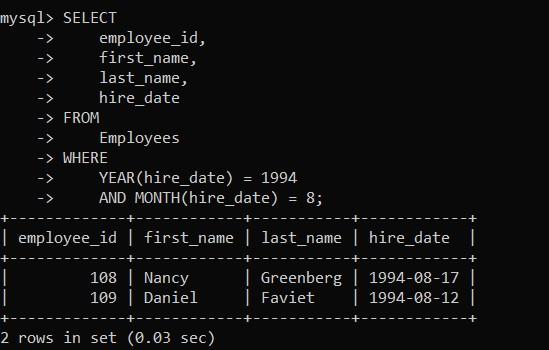 mysql> SELECT
    ->     employee_id,
    ->     first_name,
    ->     last_name,
    ->     hire_date
    -> FROM
    ->     Employees
    -> WHERE
    ->     YEAR(hire_date) = 1994
    ->     AND MONTH(hire_date) = 8;
+-------------+------------+-----------+------------+
| employee_id | first_name | last_name | hire_date  |
+-------------+------------+-----------+------------+
|         108 | Nancy      | Greenberg | 1994-08-17 |
|         109 | Daniel     | Faviet    | 1994-08-12 |
+-------------+------------+-----------+------------+
2 rows in set (0.03 sec)